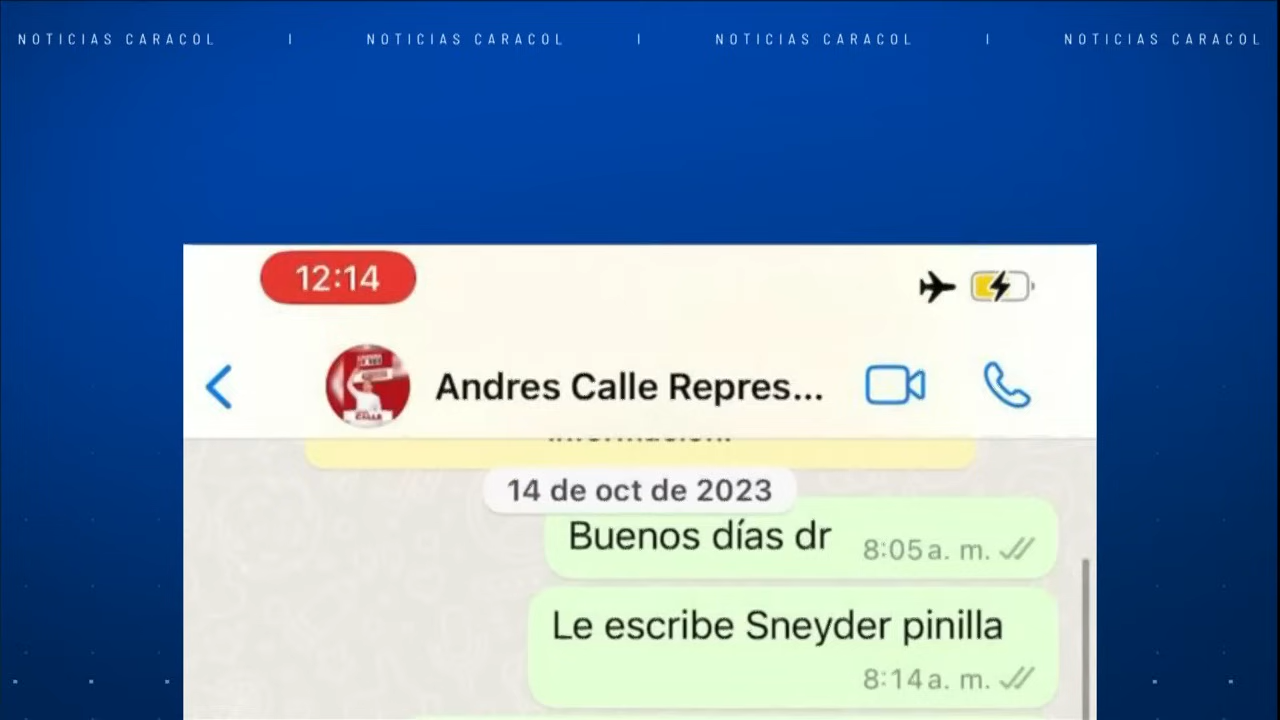 NOTICIAS CARACOL | NOTICIAS CARACOL | NOTICIAS CARACOL | NOTICIAS CARACOL
12:14
Andres Calle Repres...
14 de oct de 2023
Buenos días dr 8:05 a. m.
Le escribe Sneyder pinilla
8:14 a. m.